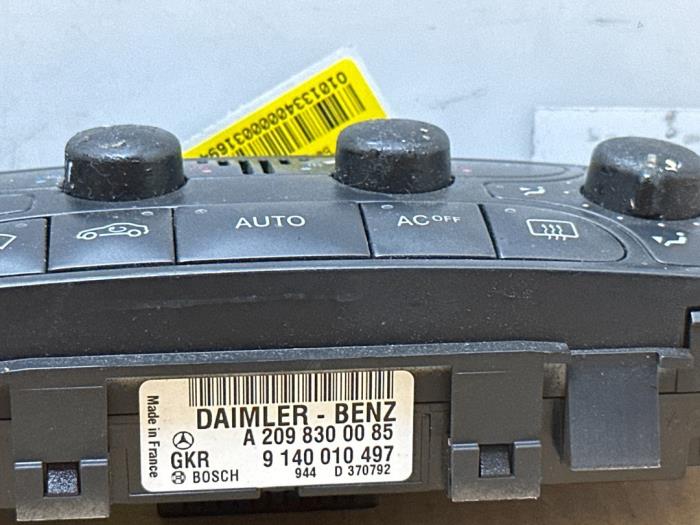 01013340000003169
AUTO
AC OFF
Made in France
DAIMLER - BENZ
A 209 830 00 85
GKR 9 140 010 497
BOSCH 944 D 370792